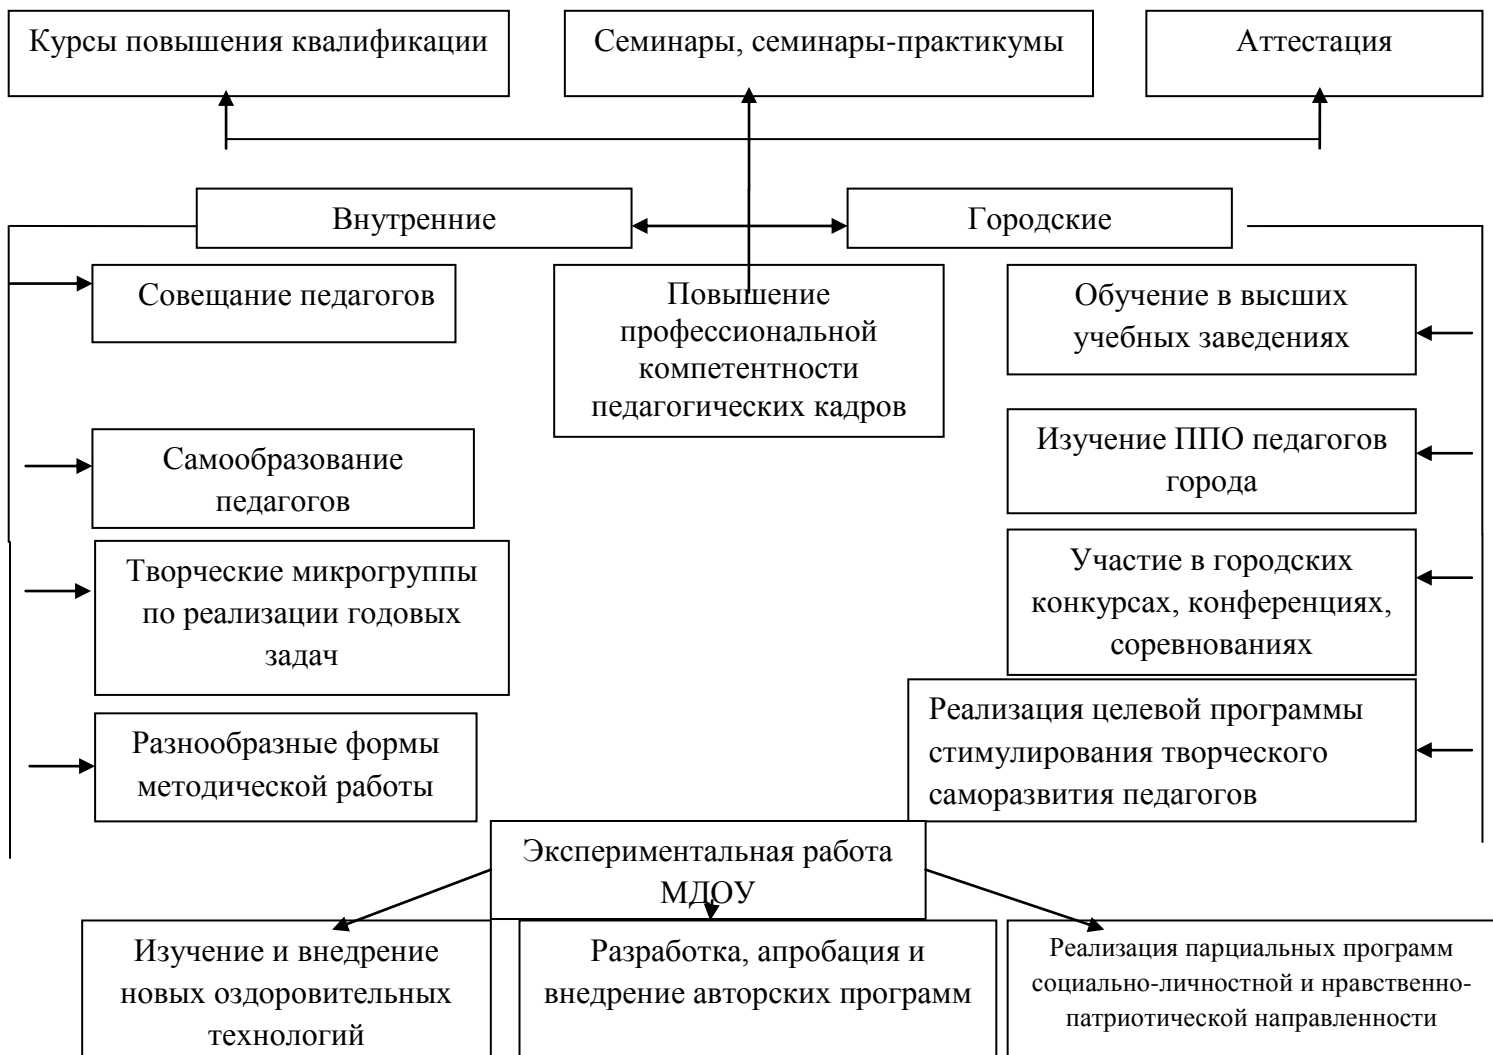 Курсы повышения квалификации
Семинары, семинары-практикумы
Аттестация
Внутренние
Городские
Совещание педагогов
Повышение
профессиональной
компетентности
педагогических кадров
Обучение в высших
учебных заведениях
Самообразование
педагогов
Изучение ППО педагогов
города
Творческие микрогруппы
по реализации годовых
задач
Участие в городских
конкурсах, конференциях,
соревнованиях
Разнообразные формы
методической работы
Реализация целевой программы
стимулирования творческого
саморазвития педагогов
Экспериментальная работа
МДОУ
Изучение и внедрение
новых оздоровительных
технологий
Разработка, апробация и
внедрение авторских программ
Реализация парциальных программ
социально-личностной и нравственно-
патриотической направленности